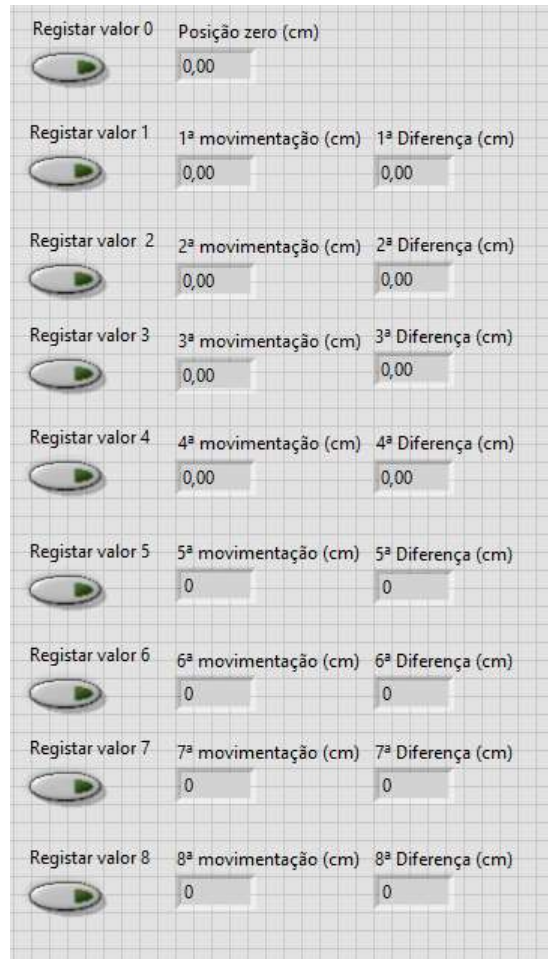 Registar valor 0 Posição zero (cm)
0,00
Registar valor 1 1ª movimentação (cm) 1ª Diferença (cm)
0,00 0,00
Registar valor 2 2ª movimentação (cm) 2ª Diferença (cm)
0,00 0,00
Registar valor 3 3ª movimentação (cm) 3ª Diferença (cm)
0,00 0,00
Registar valor 4 4ª movimentação (cm) 4ª Diferença (cm)
0,00 0,00
Registar valor 5 5ª movimentação (cm) 5ª Diferença (cm)
0 0
Registar valor 6 6ª movimentação (cm) 6ª Diferença (cm)
0 0
Registar valor 7 7ª movimentação (cm) 7ª Diferença (cm)
0 0
Registar valor 8 8ª movimentação (cm) 8ª Diferença (cm)
0 0